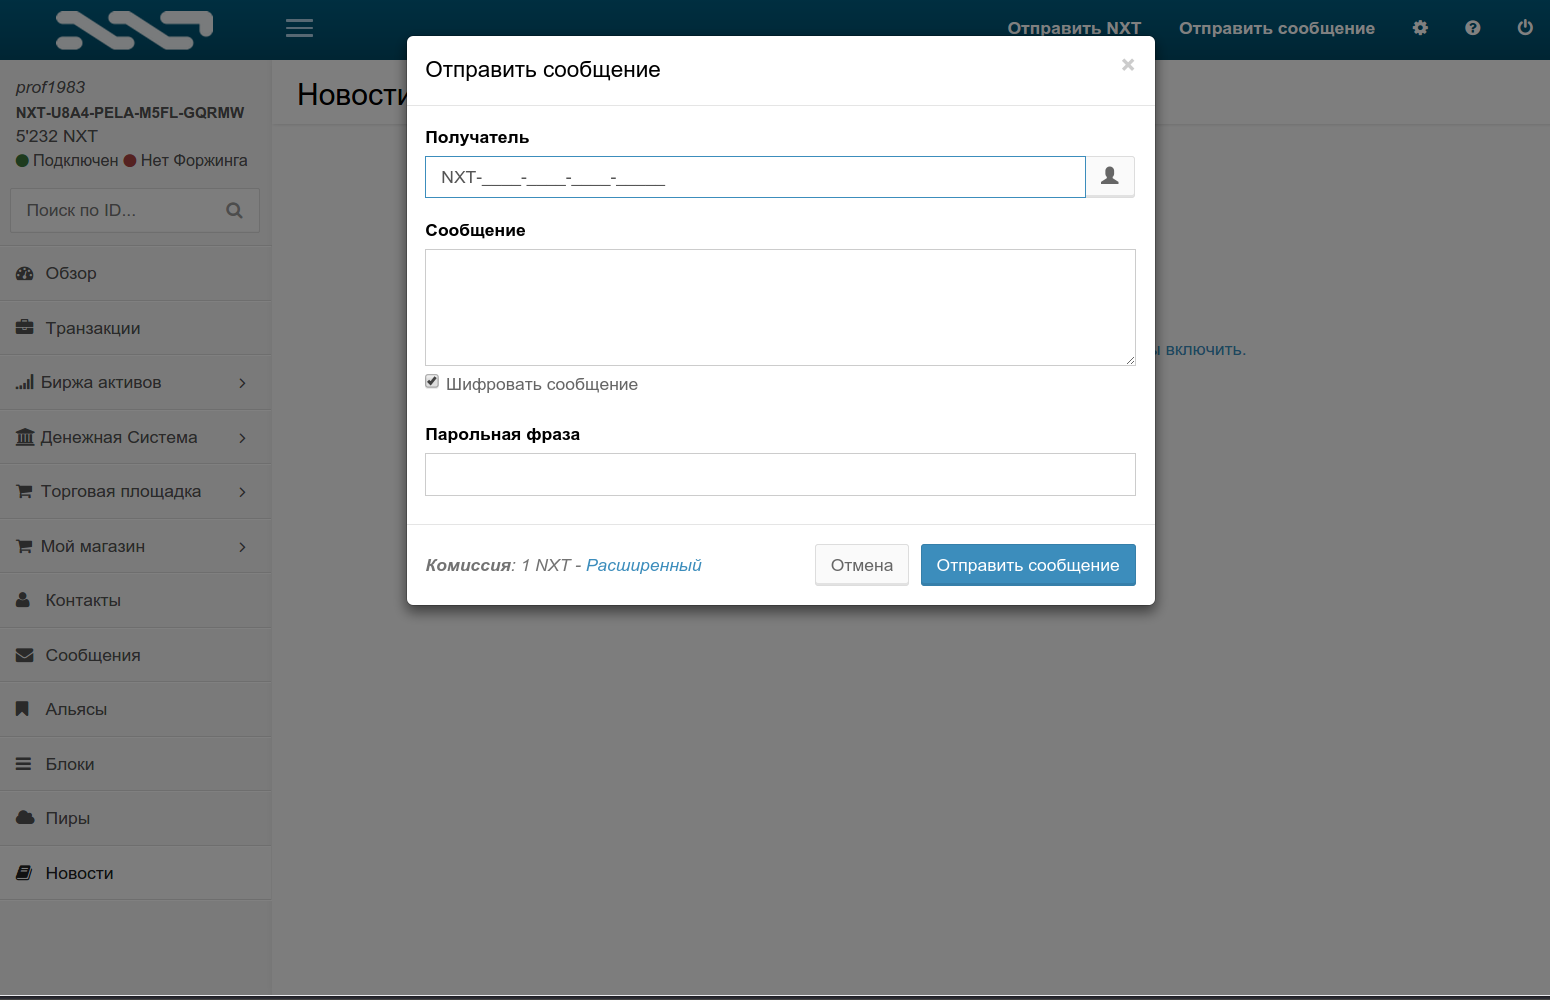 NXT
Отправить NXT
Отправить сообщение
prof1983
NXT-U8A4-PELA-M5FL-GQRMW
5'232 NXT
Подключен Нет Форжинга
Поиск по ID...
Обзор
Транзакции
Биржа активов
Денежная Система
Торговая площадка
Мой магазин
Контакты
Сообщения
Альясы
Блоки
Пиры
Новости
Новости
включить.
Отправить сообщение
×
Получатель
NXT-____-____-____-_____
Сообщение
Шифровать сообщение
Парольная фраза
Комиссия: 1 NXT - Расширенный
Отмена
Отправить сообщение